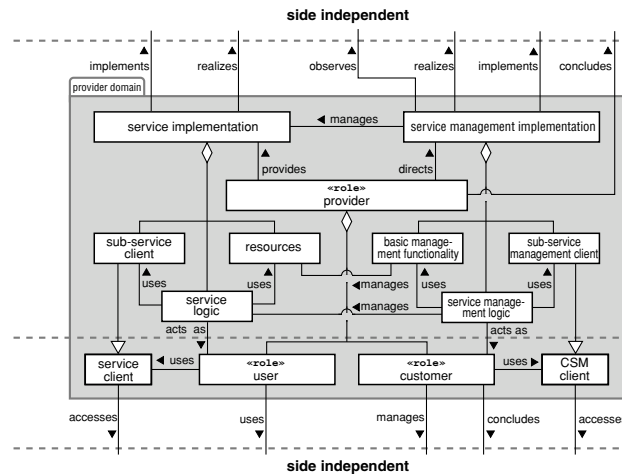 side independent
implements realizes observes realizes implements concludes
provider domain
service implementation ◄ manages service management implementation
provides directs
«role»
provider
sub-service
client
resources
basic manage-
ment functionality
sub-service
management client
uses uses ◄ manages uses uses
service
logic
◄ manages
service manage-
ment logic
acts as acts as
service
client
◄ uses
«role»
user
«role»
customer
uses ►
CSM
client
accesses uses manages concludes accesses
side independent